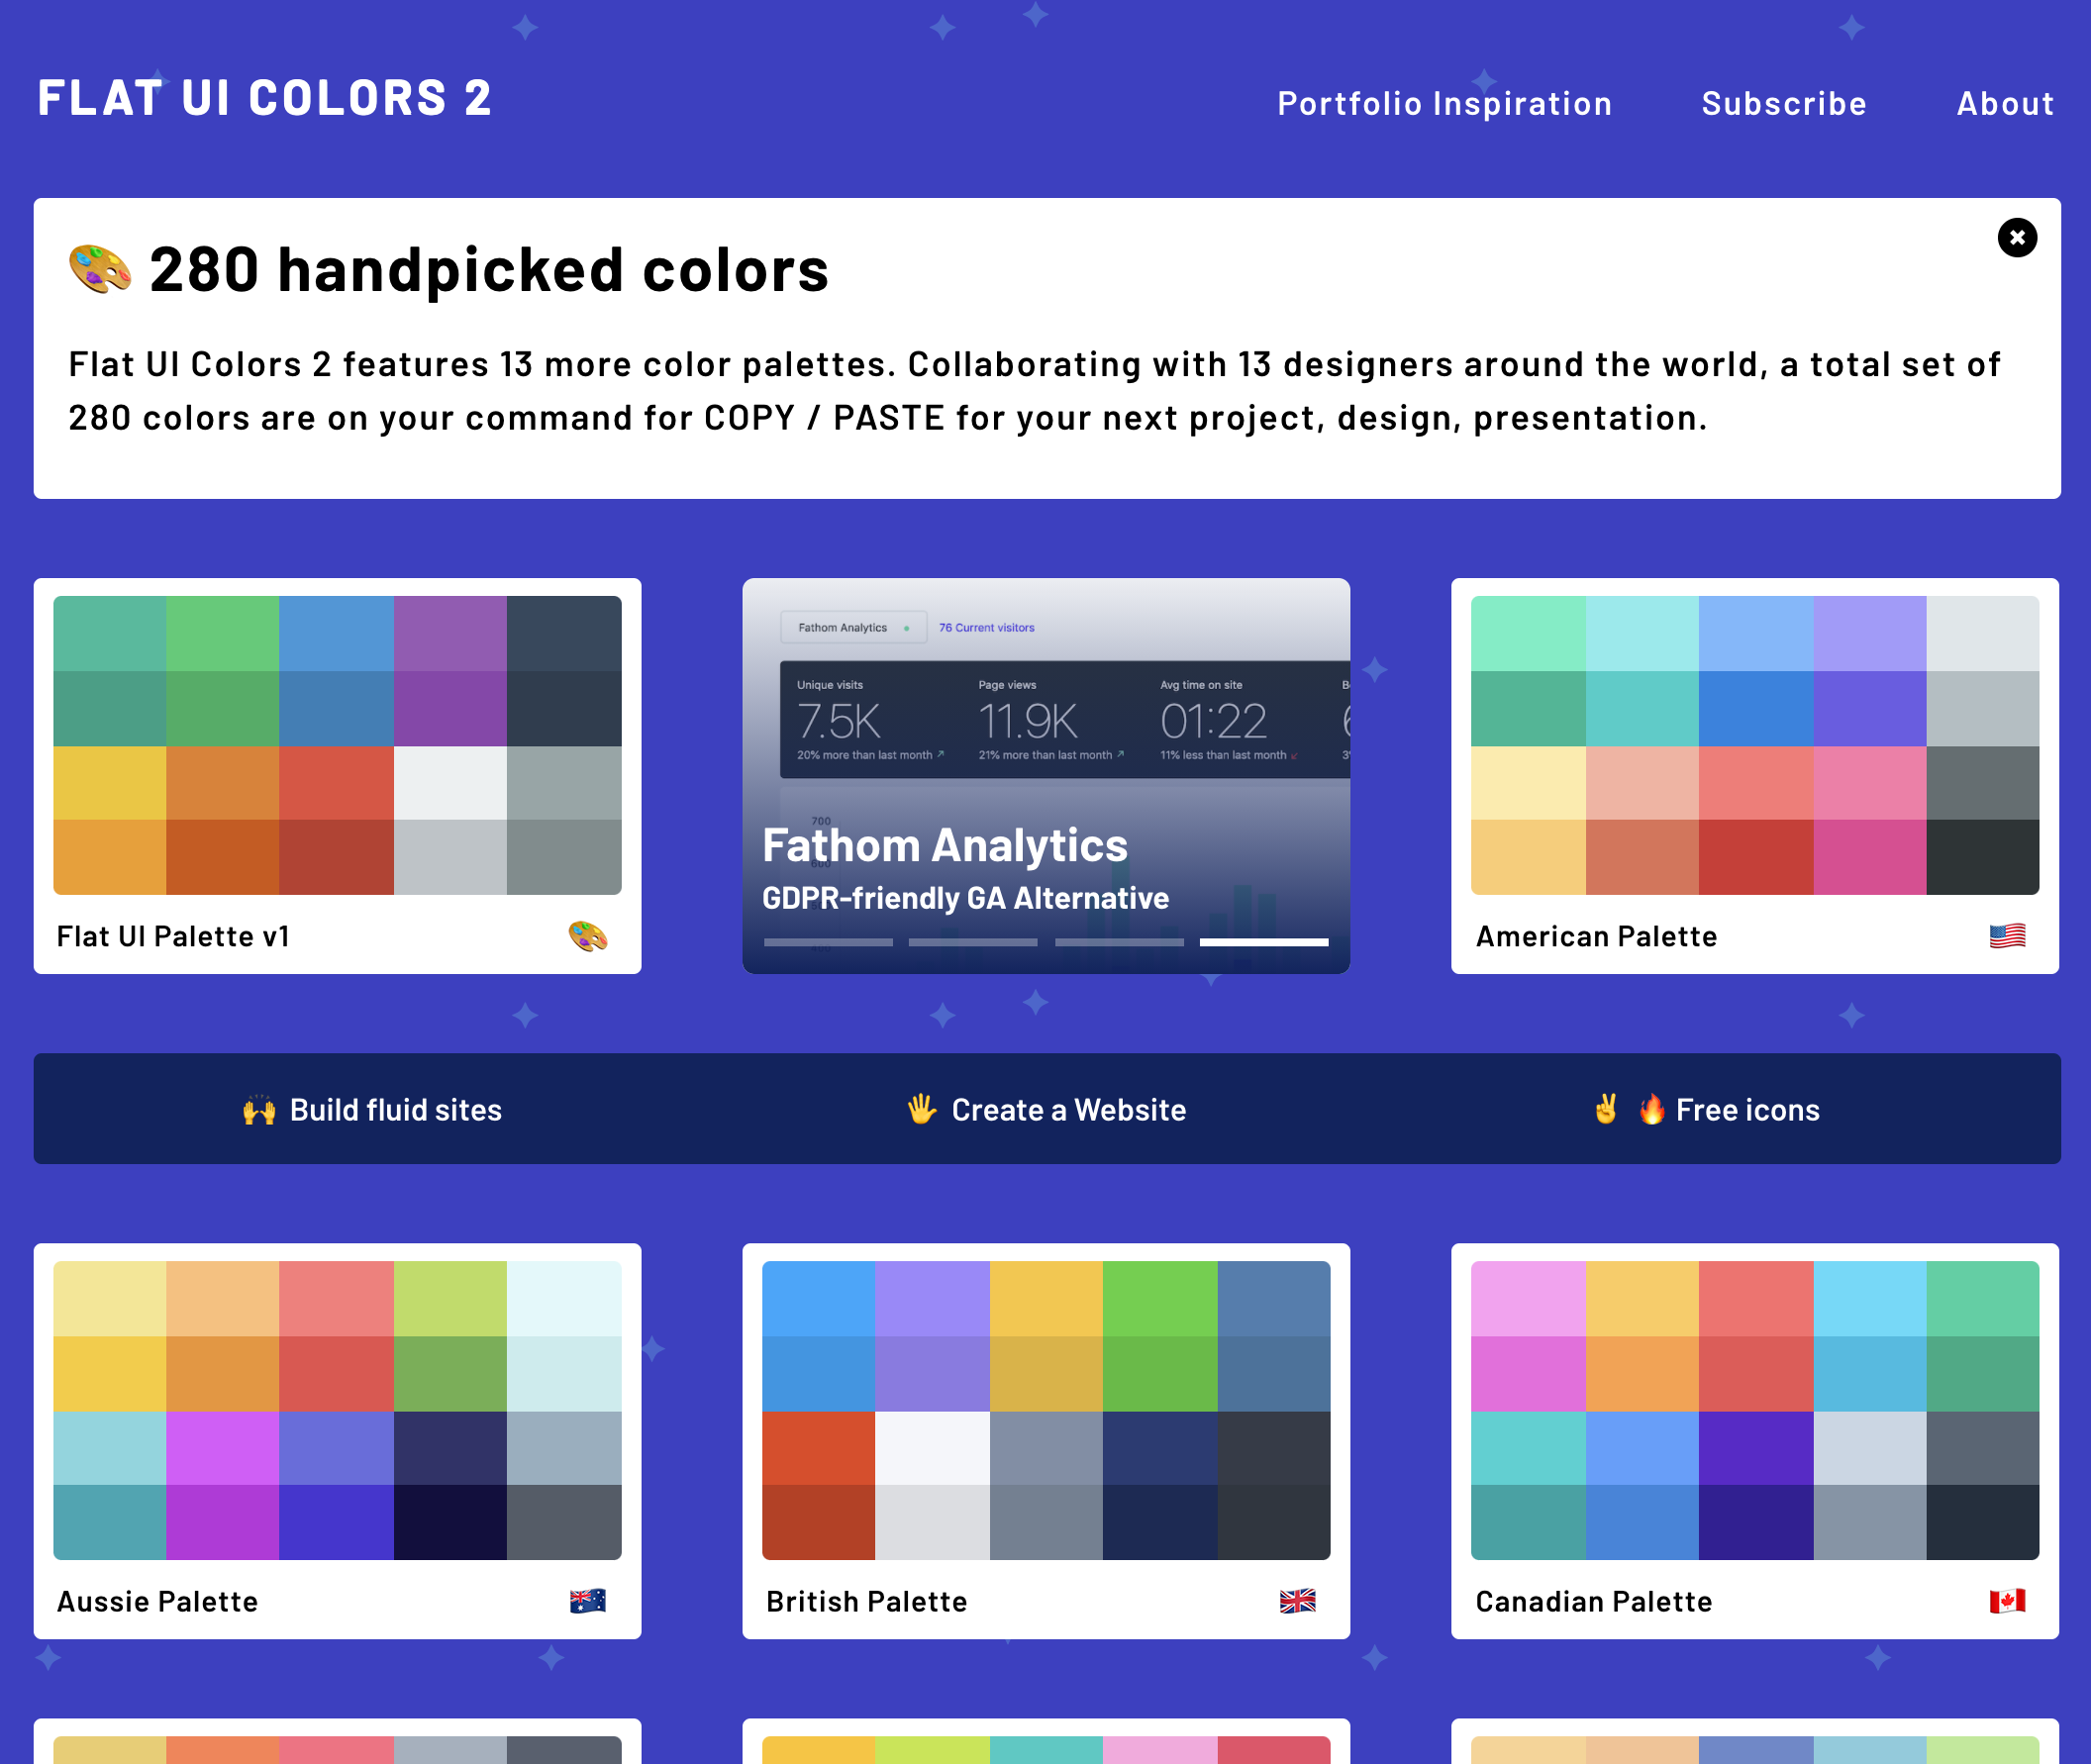 FLAT UI COLORS 2
Portfolio Inspiration
Subscribe
About
280 handpicked colors
Flat UI Colors 2 features 13 more color palettes. Collaborating with 13 designers around the world, a total set of
280 colors are on your command for COPY / PASTE for your next project, design, presentation.
Flat UI Palette v1
Fathom Analytics
76 Current visitors
Unique visits
Page views
Avg time on site
7.5K
11.9K
01:22
20% more than last month
21% more than last month
11% less than last month
700
Fathom Analytics
GDPR-friendly GA Alternative
American Palette
Build fluid sites
Create a Website
🔥 Free icons
Aussie Palette
British Palette
Canadian Palette